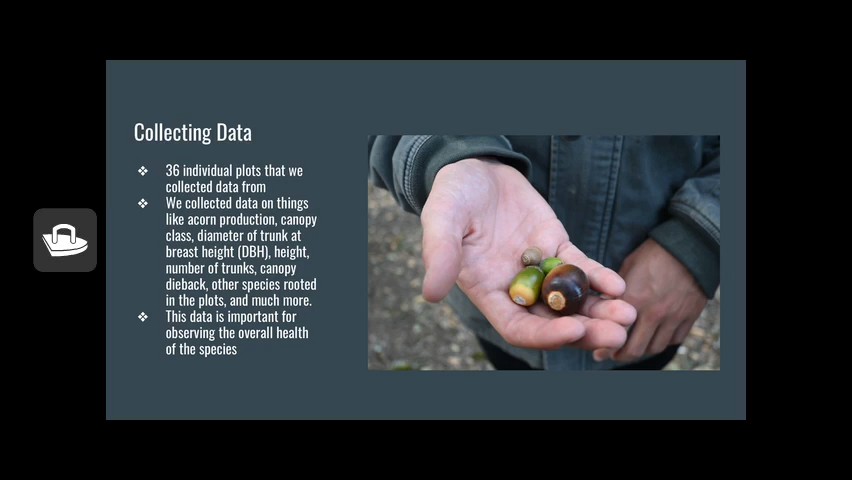 Collecting Data
❖ 36 individual plots that we
collected data from
❖ We collected data on things
like acorn production, canopy
class, diameter of trunk at
breast height (DBH), height,
number of trunks, canopy
dieback, other species rooted
in the plots, and much more.
❖ This data is important for
observing the overall health
of the species